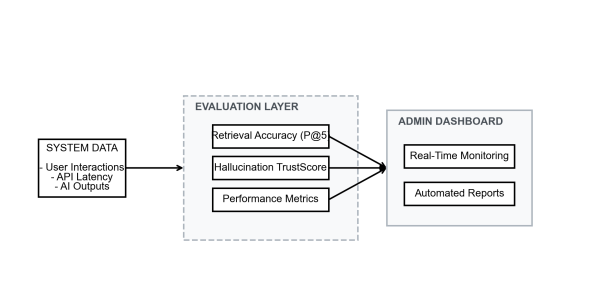 SYSTEM DATA
- User Interactions
- API Latency
- AI Outputs
EVALUATION LAYER
Retrieval Accuracy (P@5)
Hallucination TrustScore
Performance Metrics
ADMIN DASHBOARD
Real-Time Monitoring
Automated Reports